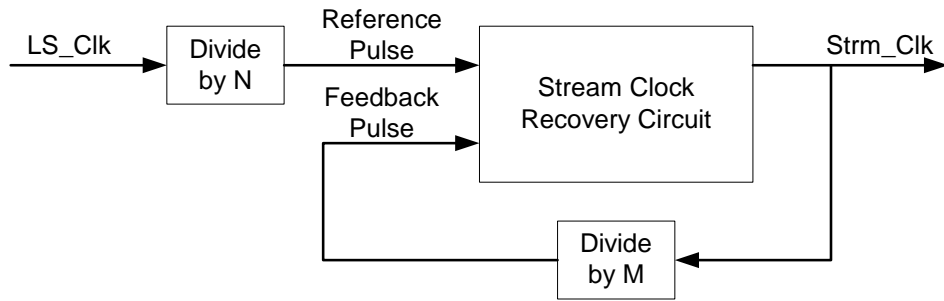 LS_Clk
Divide
by N
Reference
Pulse
Feedback
Pulse
Stream Clock
Recovery Circuit
Strm_Clk
Divide
by M